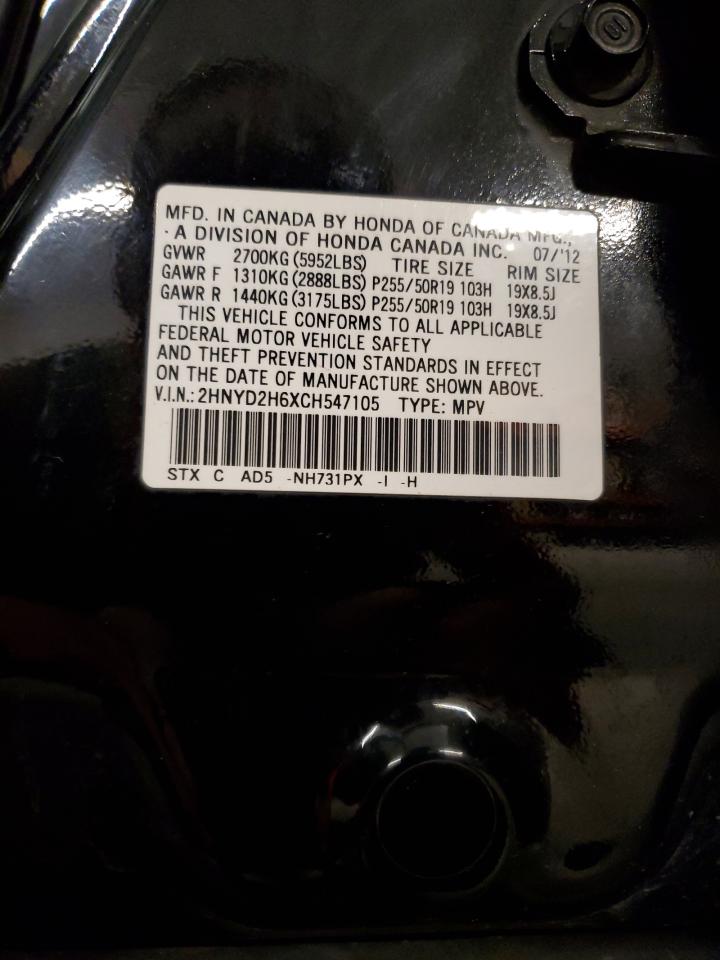 10
MFD. IN CANADA BY HONDA OF CANADA MFG.,
- A DIVISION OF HONDA CANADA INC. 07/'12
GVWR 2700KG(5952LBS) TIRE SIZE RIM SIZE
GAWR F 1310KG(2888LBS) P255/50R19 103H 19X8.5J
GAWR R 1440KG(3175LBS) P255/50R19 103H 19X8.5J
THIS VEHICLE CONFORMS TO ALL APPLICABLE
FEDERAL MOTOR VEHICLE SAFETY
AND THEFT PREVENTION STANDARDS IN EFFECT
ON THE DATE OF MANUFACTURE SHOWN ABOVE.
V.I.N.: 2HNYD2H6XCH547105 TYPE: MPV
STX C AD5 -NH731PX -I -H